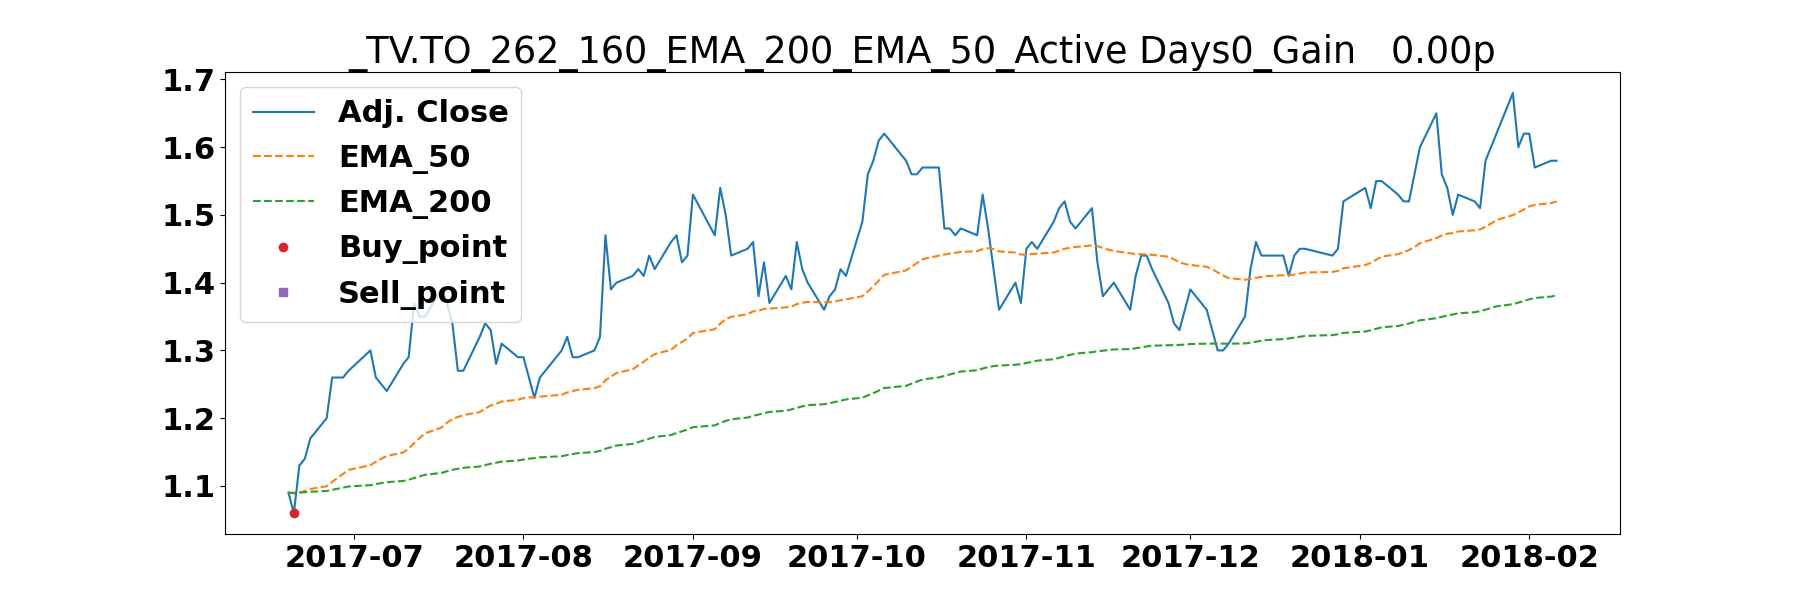 _TV.TO_262_160_EMA_200_EMA_50_Active Days0_Gain   0.00p
1.7
1.6
1.5
1.4
1.3
1.2
1.1
Adj. Close
EMA_50
EMA_200
Buy_point
Sell_point
2017-07 2017-08 2017-09 2017-10 2017-11 2017-12 2018-01 2018-02